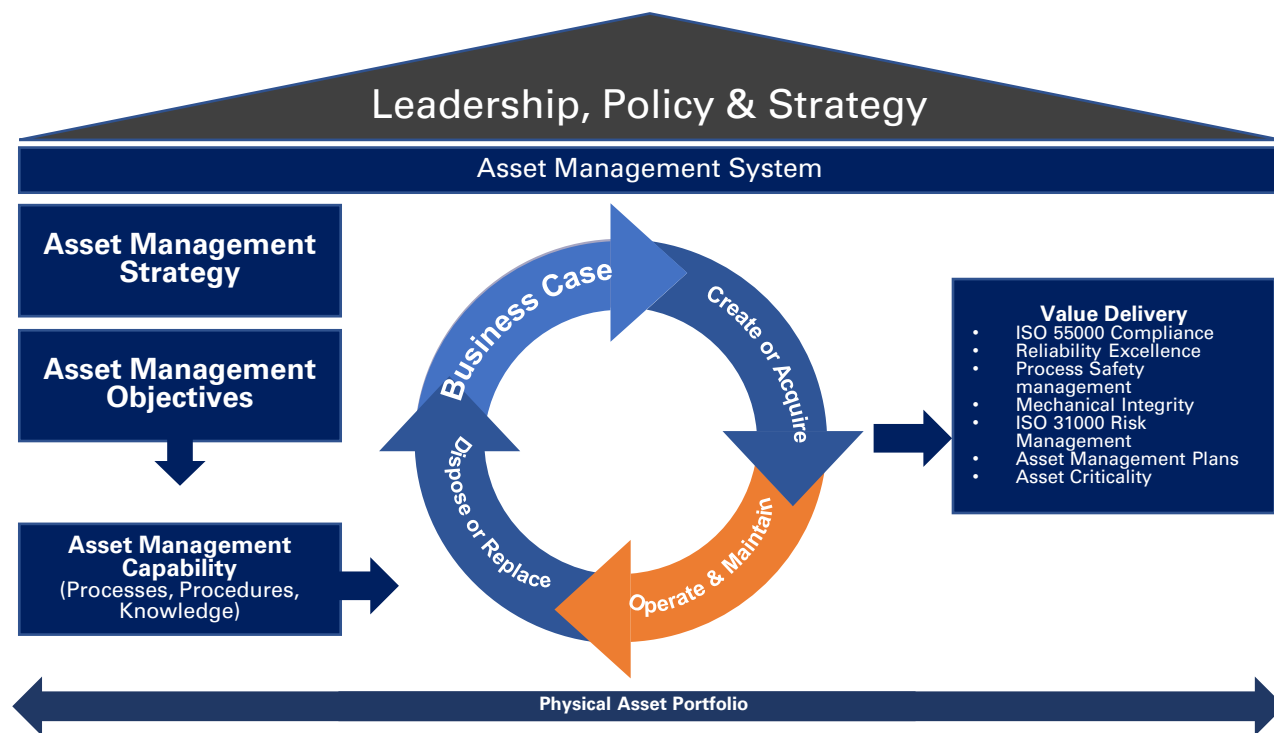 Leadership, Policy & Strategy
Asset Management System
Asset Management
Strategy
Asset Management
Objectives
Asset Management
Capability
(Processes, Procedures,
Knowledge)
Business Case
Create or Acquire
Operate & Maintain
Dispose or Replace
Value Delivery
• ISO 55000 Compliance
• Reliability Excellence
• Process Safety
management
• Mechanical Integrity
• ISO 31000 Risk
Management
• Asset Management Plans
• Asset Criticality
Physical Asset Portfolio